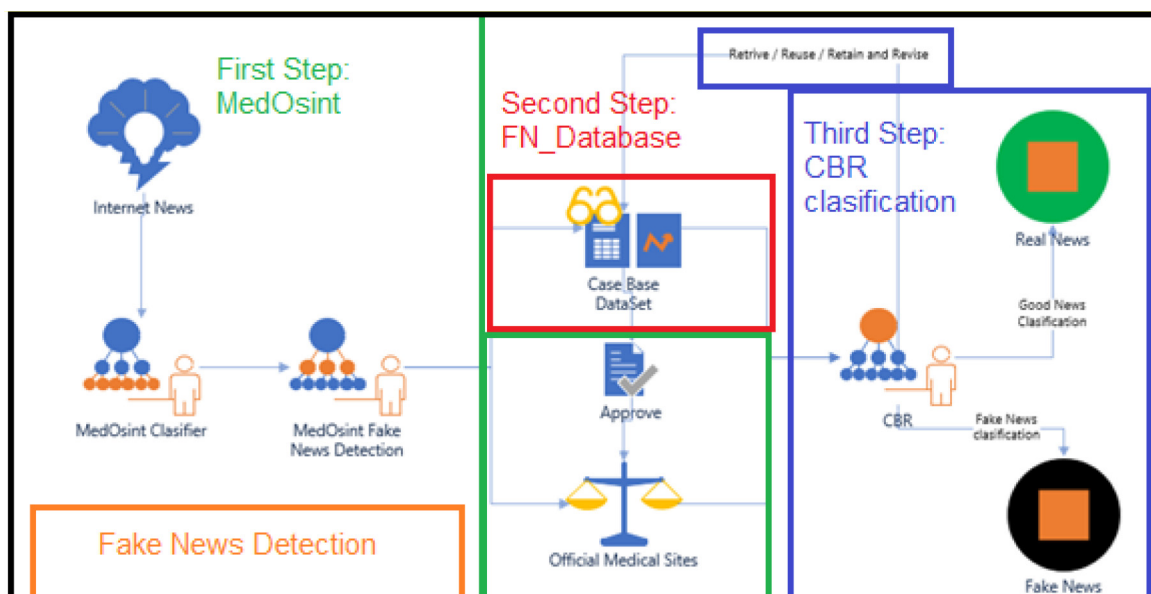 First Step:
MedOsint
Internet News
MedOsint Clasifier
MedOsint Fake
News Detection
Fake News Detection
Second Step:
FN_Database
Case Base
DataSet
Approve
Official Medical Sites
Retrive / Reuse / Retain and Revise
Third Step:
CBR
clasification
Real News
Good News
Clasification
CBR
Fake News
clasification
Fake News